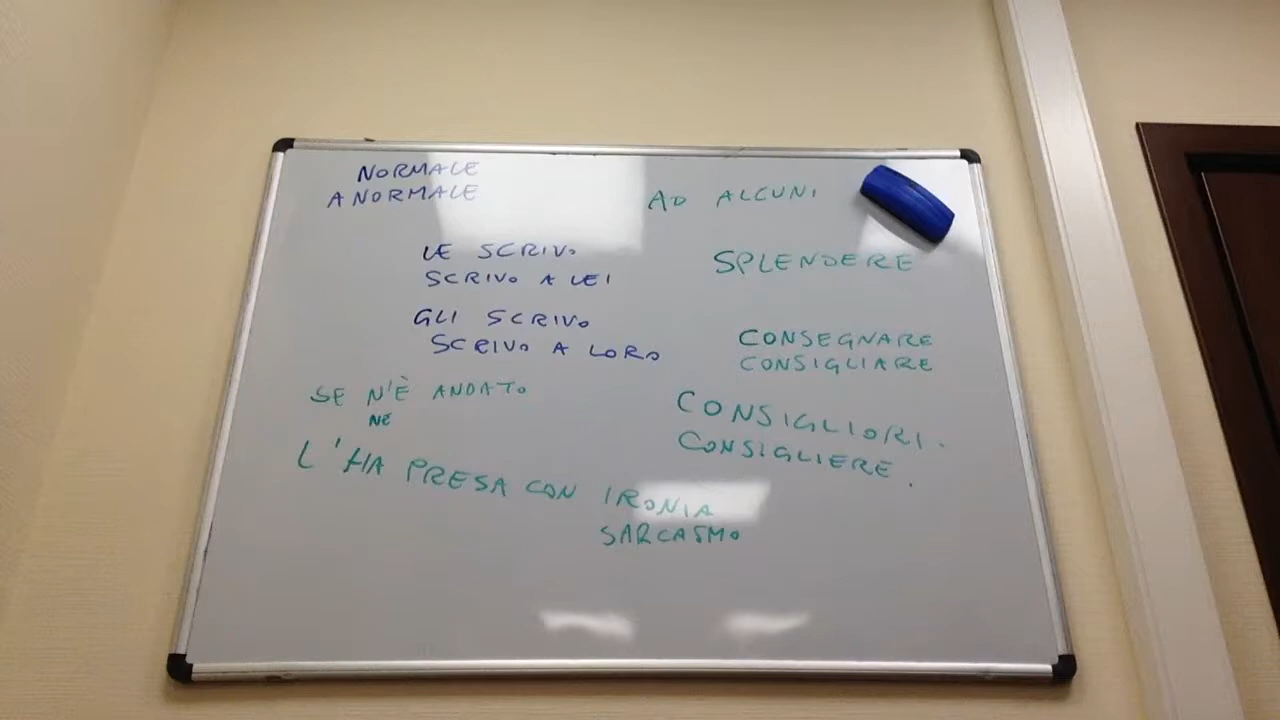 NORMALE
ANORMALE
LE SCRIVO
SCRIVO A LEI
GLI SCRIVO
SCRIVO A LORO
SE N'È ANDATO
NE
L'HA PRESA CON IRONIA
SARCASMO
AD ALCUNI
SPLENDERE
CONSEGNARE
CONSIGLIARE
CONSIGLIORI.
CONSIGLIERE.